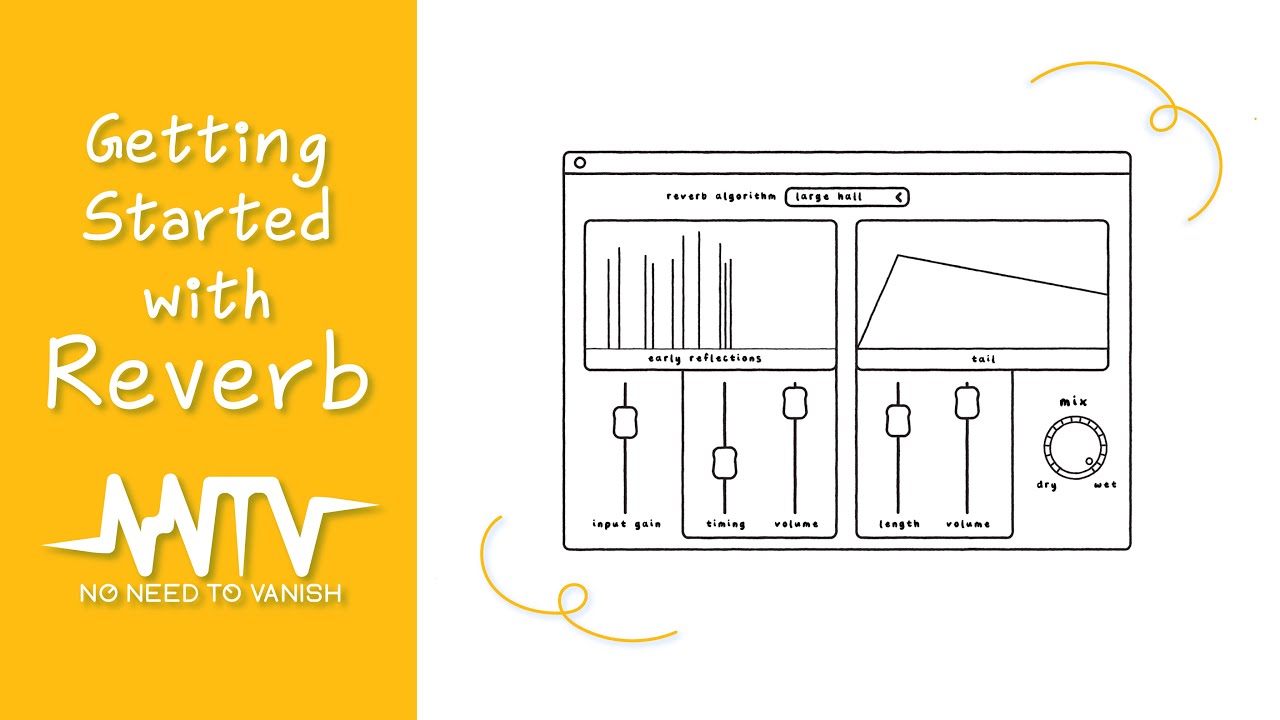 Getting
Started
with
Reverb
NNTV
NO NEED TO VANISH
reverb algorithm large hall
early reflections
tail
input gain
timing
volume
length
volume
mix
dry
wet